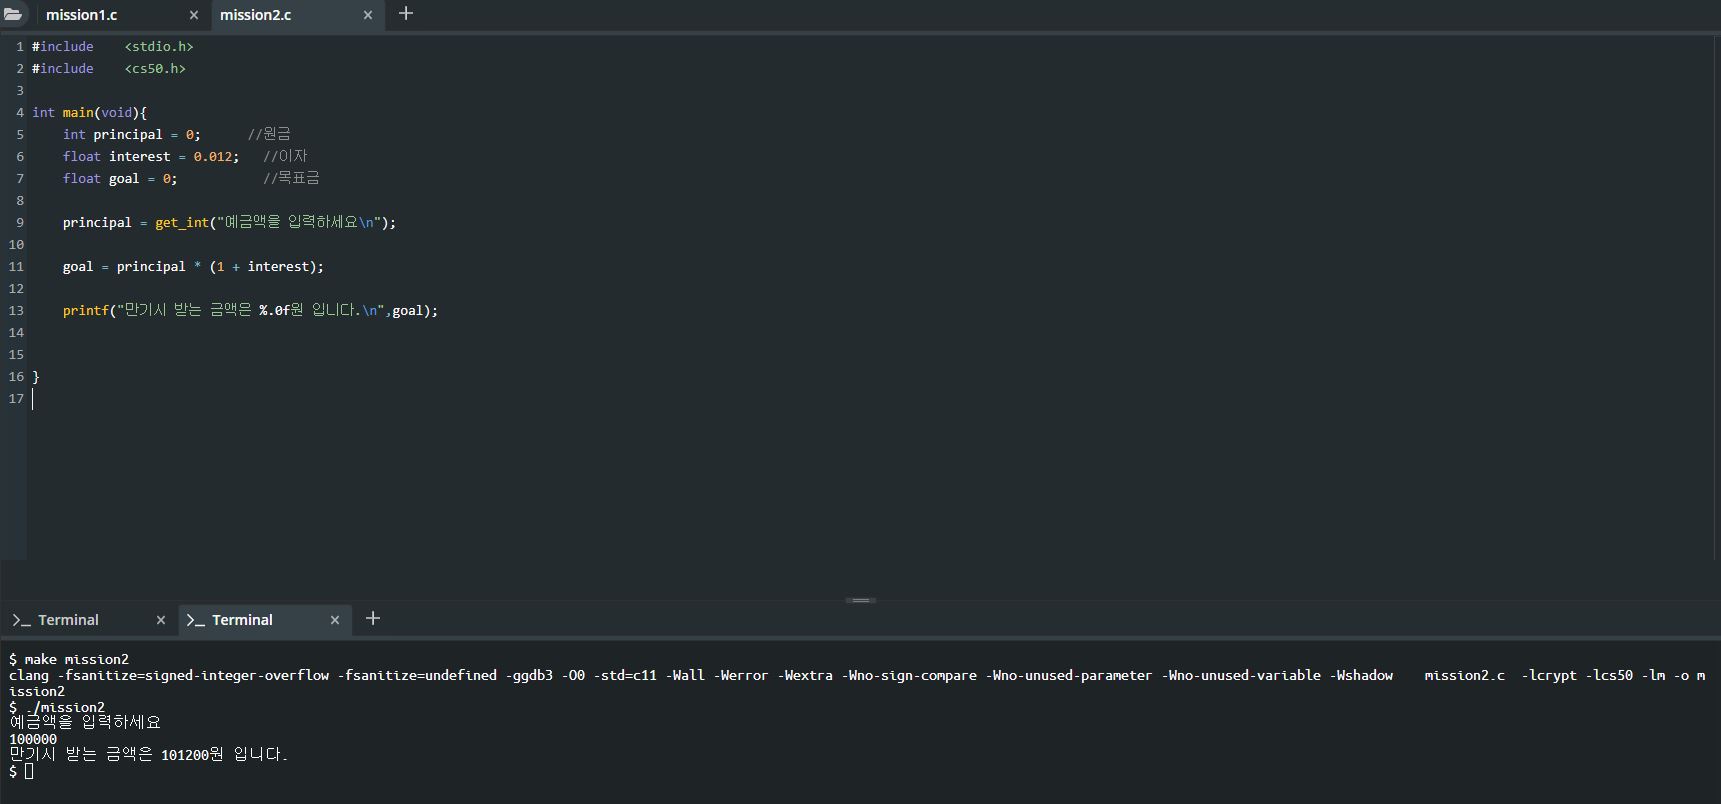 mission1.c × mission2.c × +
1 #include    <stdio.h>
2 #include    <cs50.h>
3
4 int main(void){
5     int principal = 0;      //원금
6     float interest = 0.012;   //이자
7     float goal = 0;           //목표금
8
9     principal = get_int("예금액을 입력하세요\n");
10
11     goal = principal * (1 + interest);
12
13     printf("만기시 받는 금액은 %.0f원 입니다.\n",goal);
14
15
16 }
17
>_ Terminal × >_ Terminal × +
$ make mission2
clang -fsanitize=signed-integer-overflow -fsanitize=undefined -ggdb3 -O0 -std=c11 -Wall -Werror -Wextra -Wno-sign-compare -Wno-unused-parameter -Wno-unused-variable -Wshadow    mission2.c  -lcrypt -lcs50 -lm -o m
ission2
$ ./mission2
예금액을 입력하세요
100000
만기시 받는 금액은 101200원 입니다.
$